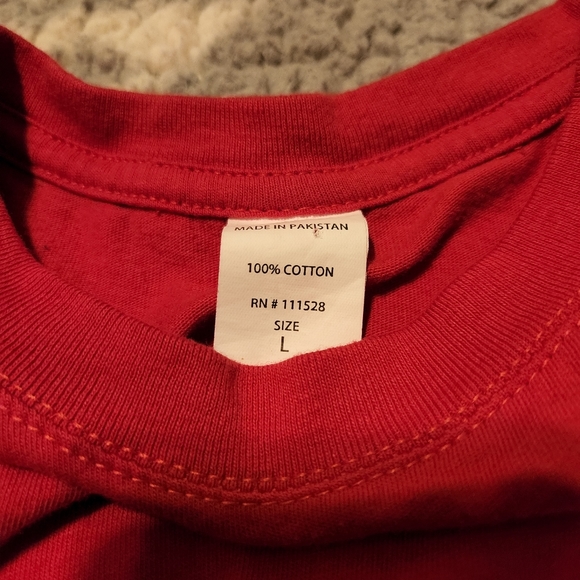 MADE IN PAKISTAN
100% COTTON
RN # 111528
SIZE
L